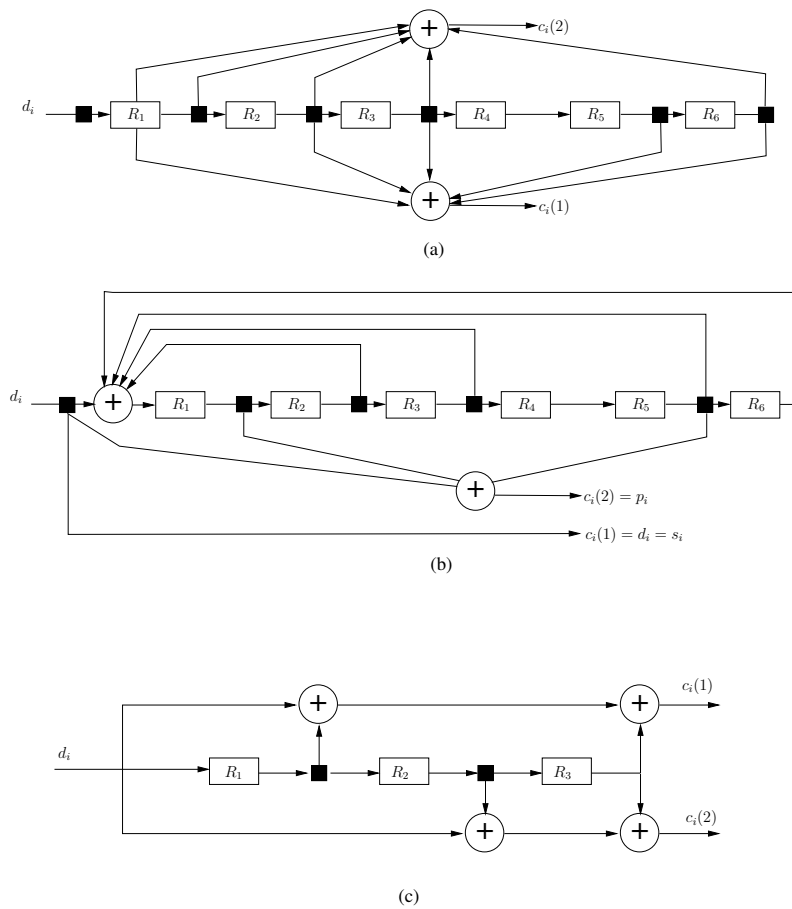 c_i(2)
d_i
R_1
R_2
R_3
R_4
R_5
R_6
+
+
c_i(1)
(a)
d_i
+
R_1
R_2
R_3
R_4
R_5
R_6
+
c_i(2) = p_i
c_i(1) = d_i = s_i
(b)
c_i(1)
+
+
d_i
R_1
R_2
R_3
c_i(2)
+
+
(c)